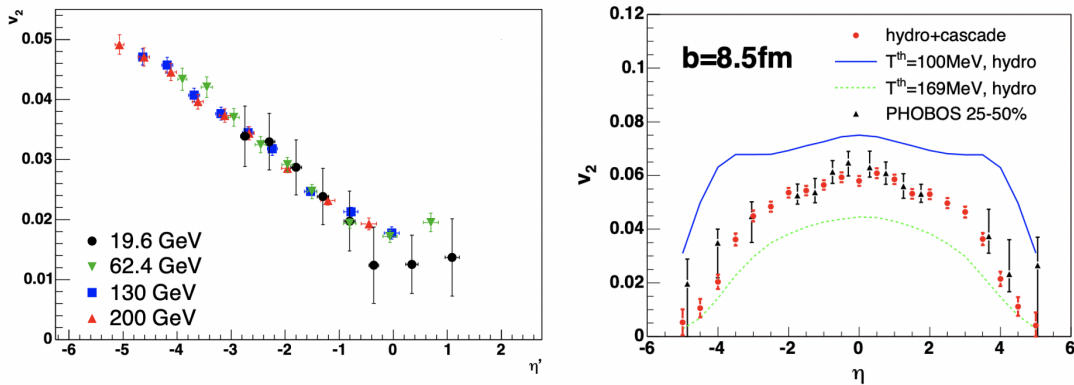 v2
0.05
0.04
0.03
0.02
0.01
0
-6 -5 -4 -3 -2 -1 0 1 2
η'
19.6 GeV
62.4 GeV
130 GeV
200 GeV
v2
0.12
0.1
0.08
0.06
0.04
0.02
0
-6 -4 -2 0 2 4 6
η
b=8.5fm
hydro+cascade
T^th=100MeV, hydro
T^th=169MeV, hydro
PHOBOS 25-50%